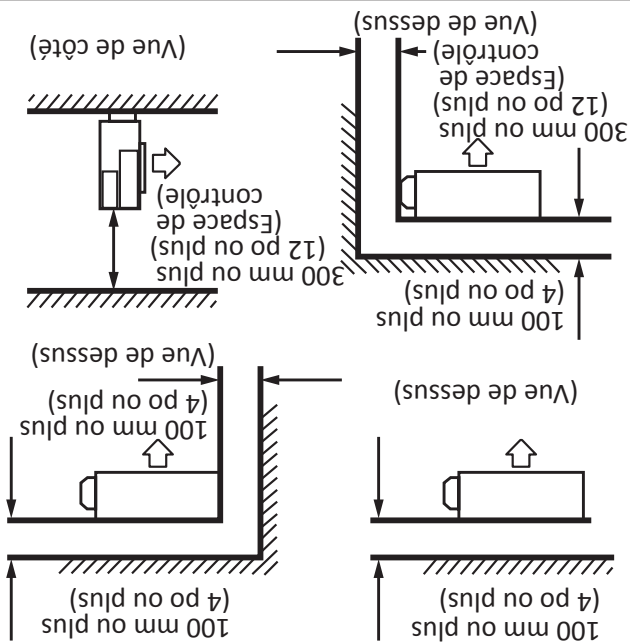 100 mm ou plus
(4 po ou plus)
(Vue de dessus)
100 mm ou plus
(4 po ou plus)
100 mm ou plus
(4 po ou plus)
(Vue de dessus)
100 mm ou plus
(4 po ou plus)
300 mm ou plus
(12 po ou plus)
(Espace de
contrôle)
(Vue de dessus)
300 mm ou plus
(12 po ou plus)
(Espace de
contrôle)
(Vue de côté)